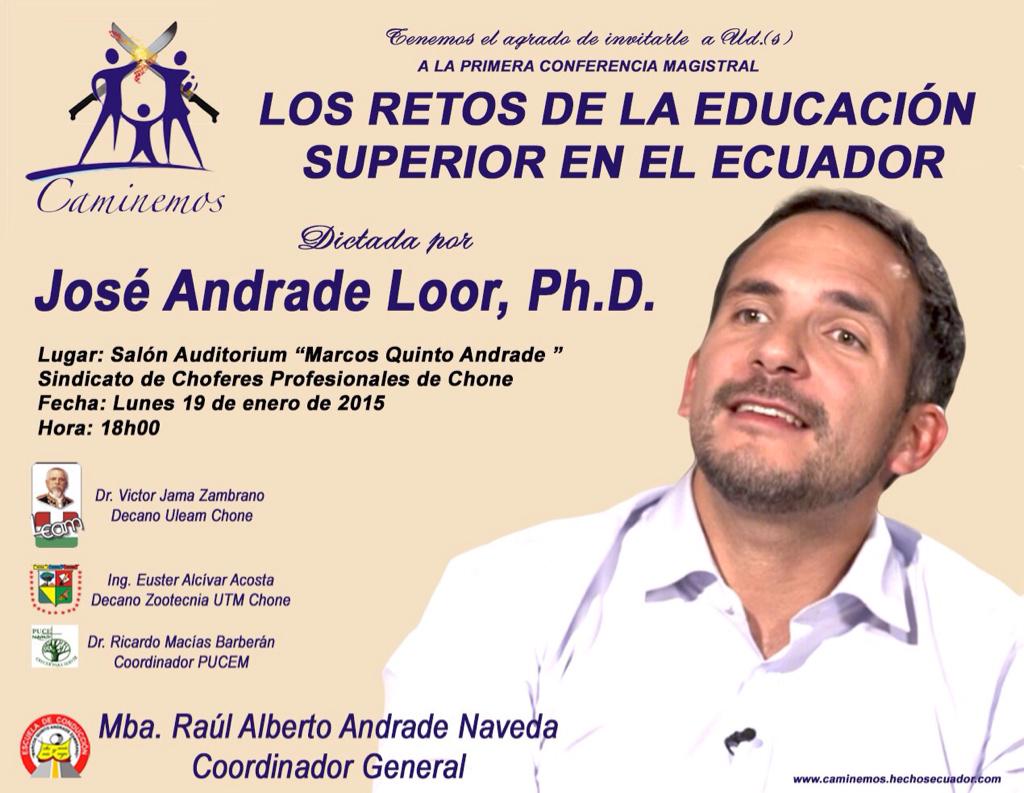 Tenemos el agrado de invitarle a Ud.(s)
A LA PRIMERA CONFERENCIA MAGISTRAL
LOS RETOS DE LA EDUCACIÓN
SUPERIOR EN EL ECUADOR
Caminemos
Dictada por
José Andrade Loor, Ph.D.
Lugar: Salón Auditorium “Marcos Quinto Andrade ”
Sindicato de Choferes Profesionales de Chone
Fecha: Lunes 19 de enero de 2015
Hora: 18h00
Leam
Dr. Victor Jama Zambrano
Decano Uleam Chone
Ing. Euster Alcívar Acosta
Decano Zootecnia UTM Chone
PUCE
Dr. Ricardo Macías Barberán
Coordinador PUCEM
ESCUELA DE CONDUCCIÓN
Mba. Raúl Alberto Andrade Naveda
Coordinador General
www.caminemos.hechosecuador.com